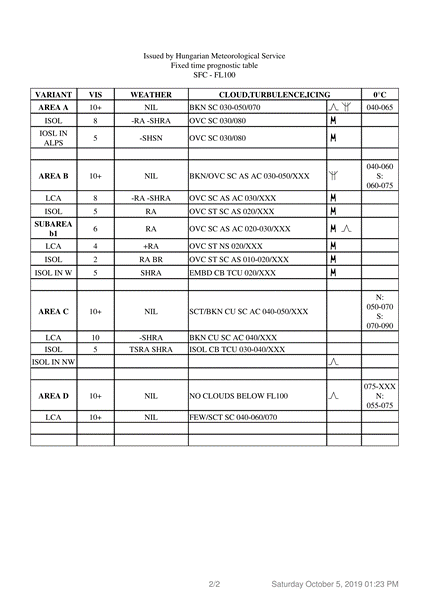 Issued by Hungarian Meteorological Service
Fixed time prognostic table
SFC - FL100
VARIANT VIS WEATHER CLOUD,TURBULENCE,ICING 0°C
AREA A 10+ NIL BKN SC 030-050/070 040-065
ISOL 8 -RA -SHRA OVC SC 030/080
IOSL IN ALPS 5 -SHSN OVC SC 030/080
AREA B 10+ NIL BKN/OVC SC AS AC 030-050/XXX 040-060 S: 060-075
LCA 8 -RA -SHRA OVC SC AS AC 030/XXX
ISOL 5 RA OVC ST SC AS 020/XXX
SUBAREA b1 6 RA OVC SC AS AC 020-030/XXX
LCA 4 +RA OVC ST NS 020/XXX
ISOL 2 RA BR OVC ST SC AS 010-020/XXX
ISOL IN W 5 SHRA EMBD CB TCU 020/XXX
AREA C 10+ NIL SCT/BKN CU SC AC 040-050/XXX N: 050-070 S: 070-090
LCA 10 -SHRA BKN CU SC AC 040/XXX
ISOL 5 TSRA SHRA ISOL CB TCU 030-040/XXX
ISOL IN NW
AREA D 10+ NIL NO CLOUDS BELOW FL100 075-XXX N: 055-075
LCA 10+ NIL FEW/SCT SC 040-060/070
2/2 Saturday October 5, 2019 01:23 PM